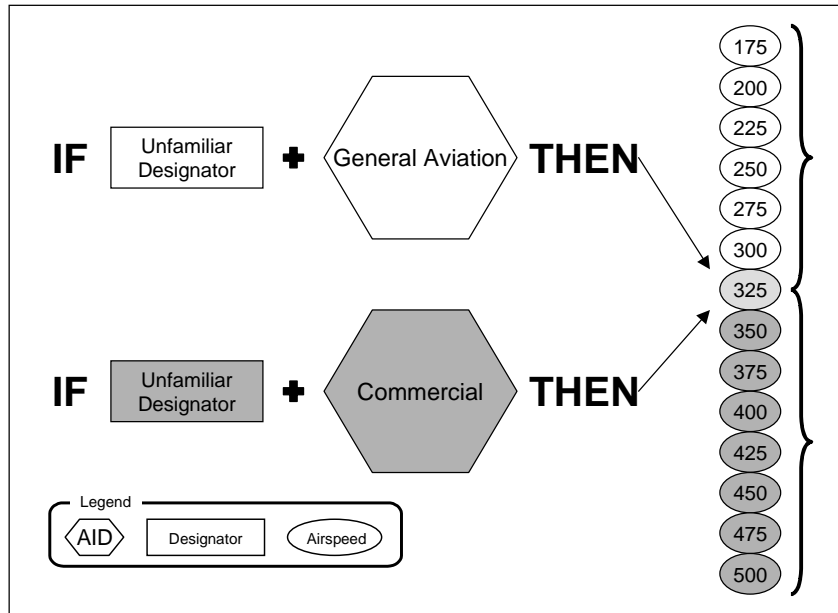 IF
Unfamiliar
Designator
+
General Aviation
THEN
IF
Unfamiliar
Designator
+
Commercial
THEN
175
200
225
250
275
300
325
350
375
400
425
450
475
500
Legend
AID
Designator
Airspeed